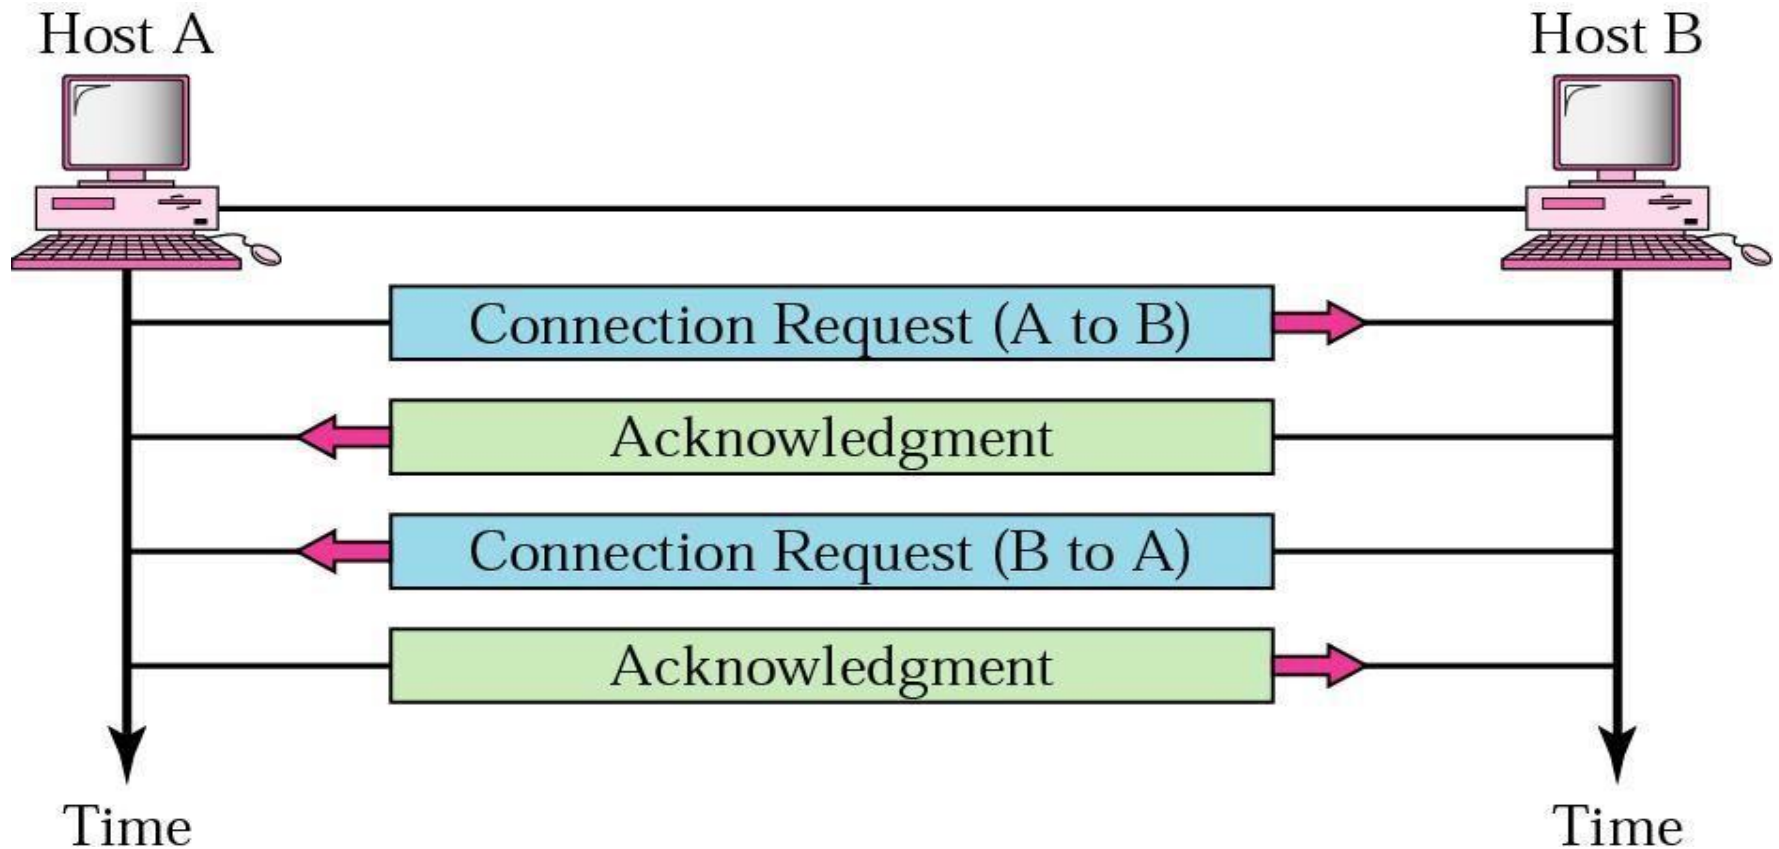 Host A
Host B
Connection Request (A to B)
Acknowledgment
Connection Request (B to A)
Acknowledgment
Time
Time